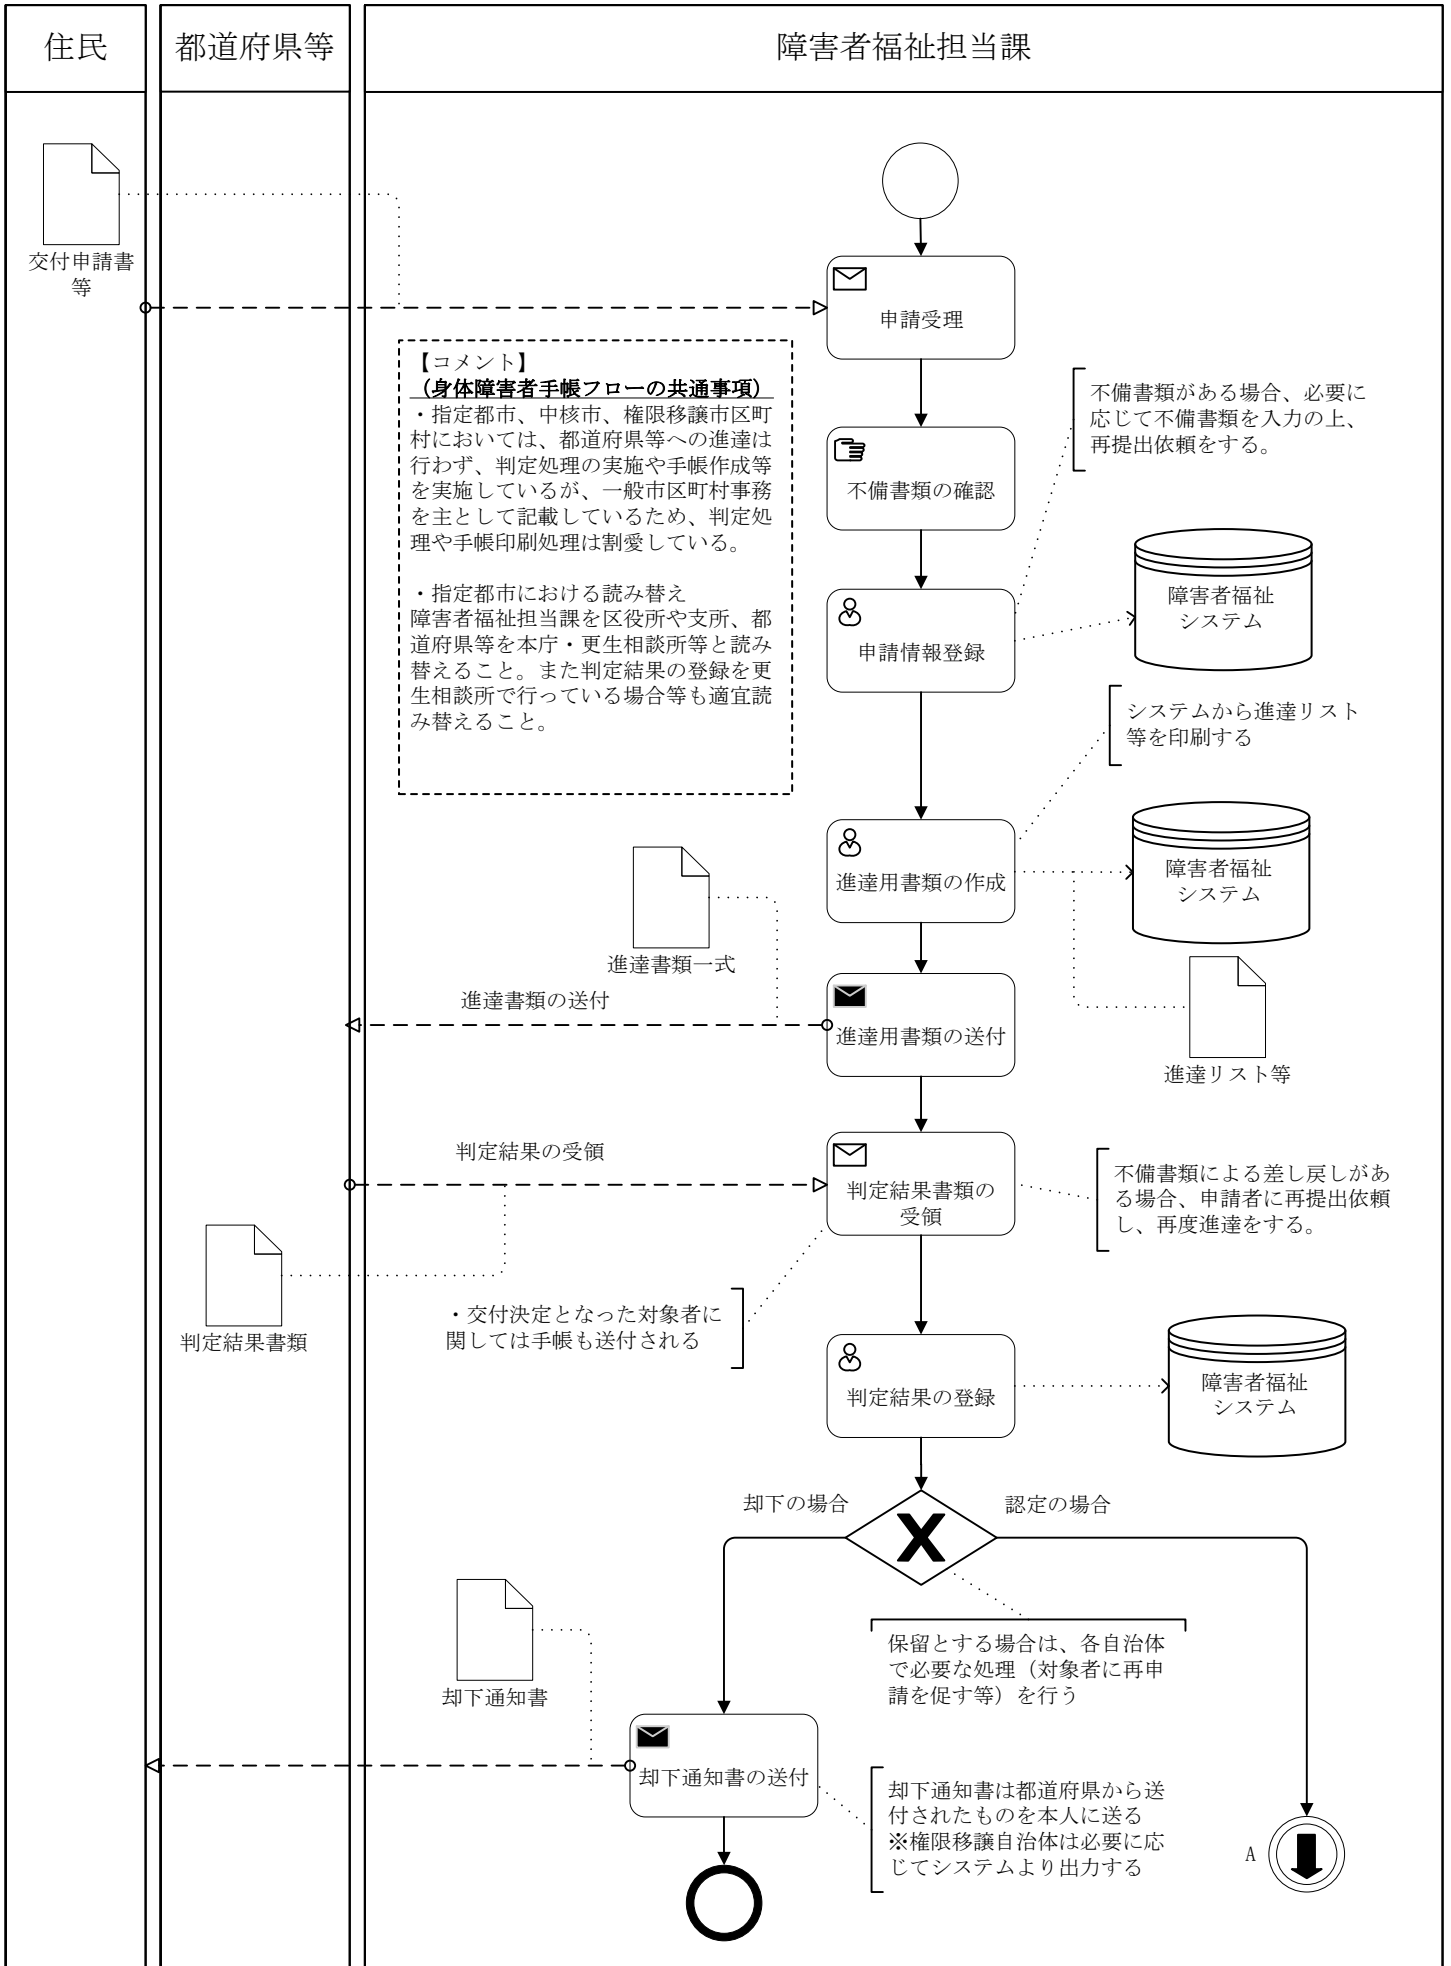 住民
都道府県等
障害者福祉担当課
交付申請書
等
申請受理
【コメント】
（身体障害者手帳フローの共通事項）
・指定都市、中核市、権限移譲市区町
村においては、都道府県等への進達は
行わず、判定処理の実施や手帳作成等
を実施しているが、一般市区町村事務
を主として記載しているため、判定処
理や手帳印刷処理は割愛している。
・指定都市における読み替え
障害者福祉担当課を区役所や支所、都
道府県等を本庁・更生相談所等と読み
替えること。また判定結果の登録を更
生相談所で行っている場合等も適宜読
み替えること。
不備書類がある場合、必要に
応じて不備書類を入力の上、
再提出依頼をする。
不備書類の確認
障害者福祉
システム
申請情報登録
システムから進達リスト
等を印刷する
進達用書類の作成
障害者福祉
システム
進達書類一式
進達書類の送付
進達用書類の送付
進達リスト等
判定結果の受領
判定結果書類の
受領
不備書類による差し戻しがあ
る場合、申請者に再提出依頼
し、再度進達をする。
判定結果書類
・交付決定となった対象者に
関しては手帳も送付される
判定結果の登録
障害者福祉
システム
却下の場合
認定の場合
却下通知書
保留とする場合は、各自治体
で必要な処理（対象者に再申
請を促す等）を行う
却下通知書の送付
却下通知書は都道府県から送
付されたものを本人に送る
※権限移譲自治体は必要に応
じてシステムより出力する
A